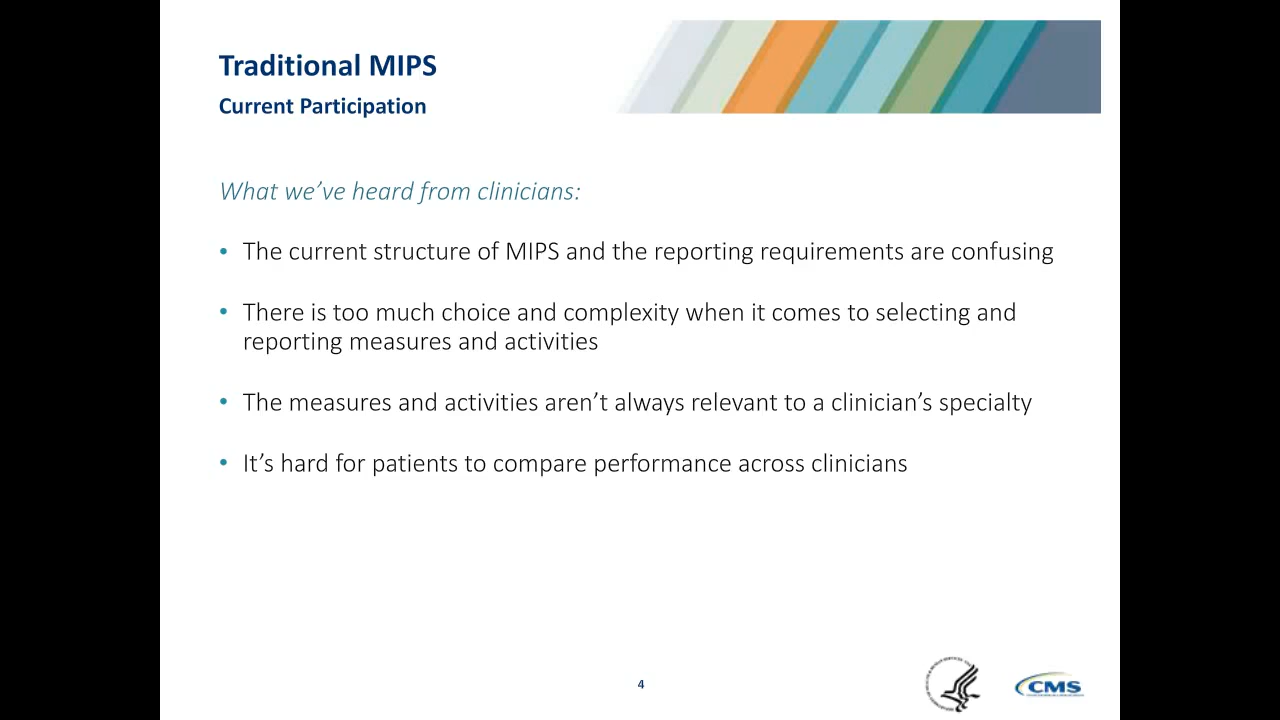 Traditional MIPS
Current Participation
What we’ve heard from clinicians:
• The current structure of MIPS and the reporting requirements are confusing
• There is too much choice and complexity when it comes to selecting and
reporting measures and activities
• The measures and activities aren’t always relevant to a clinician’s specialty
• It’s hard for patients to compare performance across clinicians
4
CMS